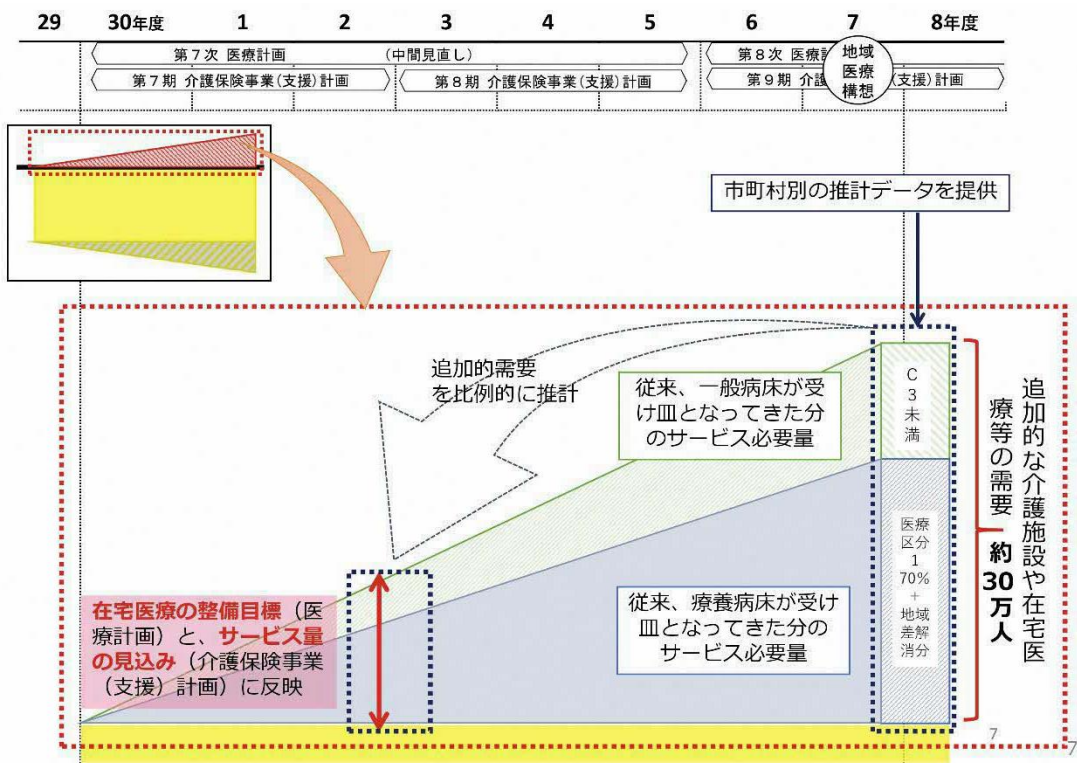 29 30年度 1 2 3 4 5 6 7 8年度
第7次 医療計画 (中間見直し) 第8次 医療計
第7期 介護保険事業(支援)計画 第8期 介護保険事業(支援)計画 第9期 介護 支援)計画
地域
医療
構想
市町村別の推計データを提供
追加的需要
を比例的に推計
従来、一般病床が受
け皿となってきた分
のサービス必要量
C
3
未
満
従来、療養病床が受け
皿となってきた分の
サービス必要量
医療
区分
1
70%
+
地域
差解
消分
追加的な介護施設や在宅医
療等の需要 約30万人
在宅医療の整備目標(医
療計画)と、サービス量
の見込み(介護保険事業
(支援)計画)に反映
7
7